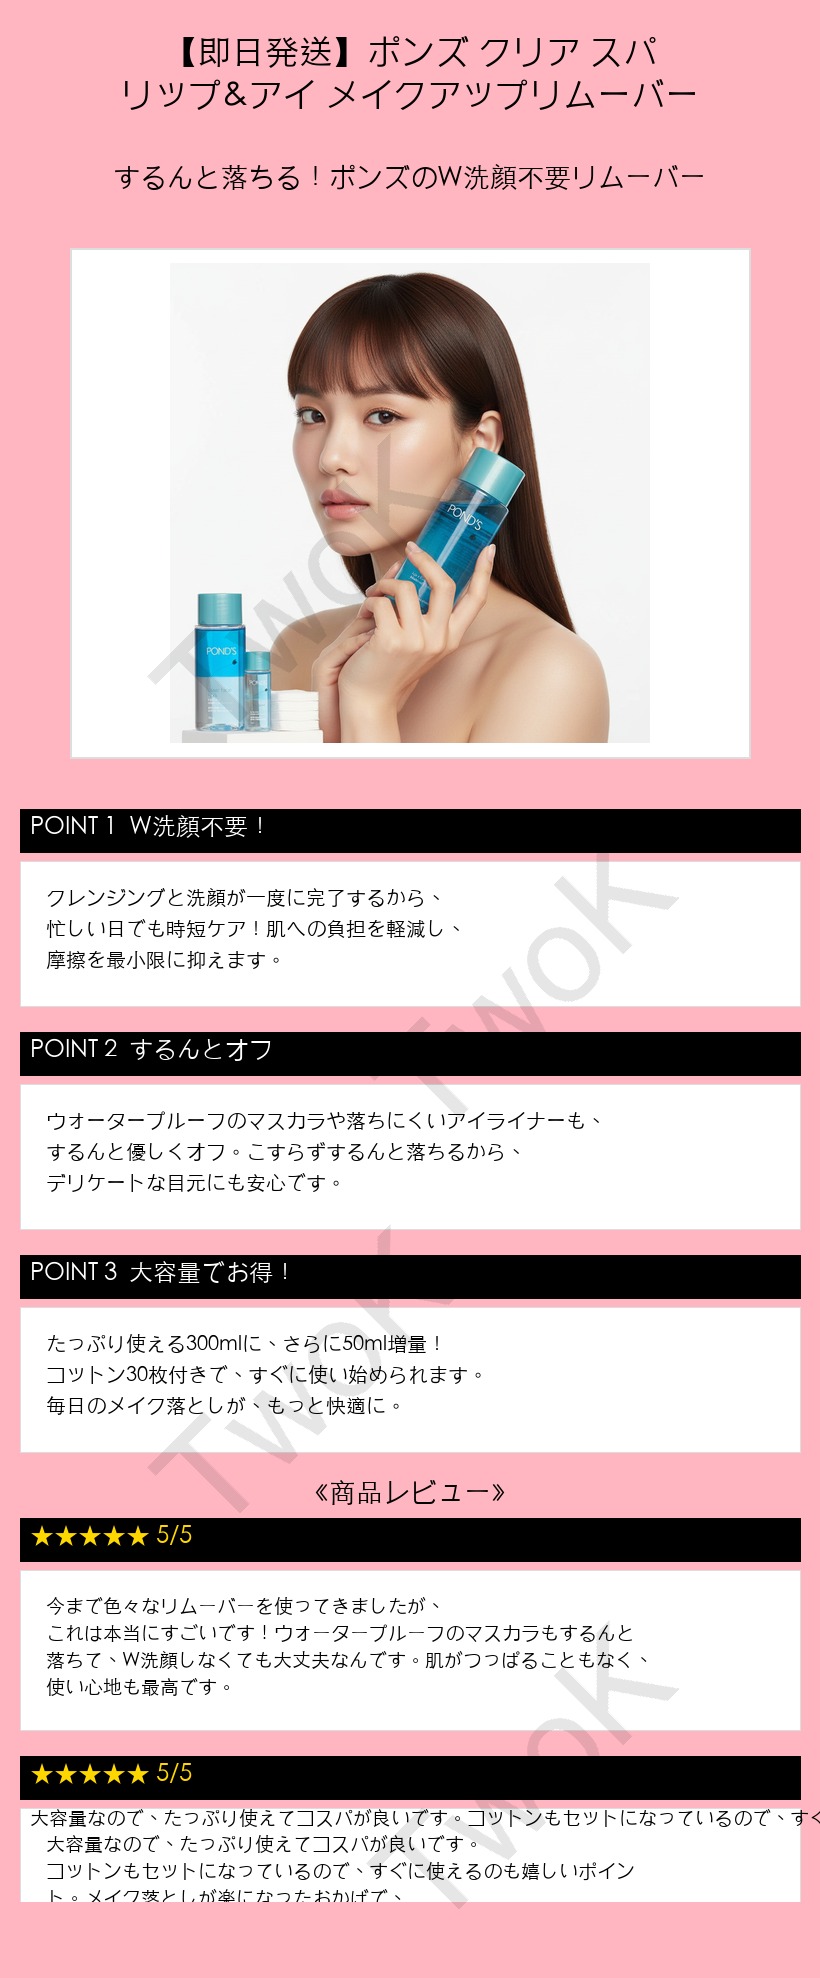 【即日発送】ポンズ クリア スパ
リップ&アイ メイクアップリムーバー
するんと落ちる！ポンズのW洗顔不要リムーバー
POND'S
POND'S
TwoK
POINT 1 W洗顔不要！
クレンジングと洗顔が一度に完了するから、
忙しい日でも時短ケア！肌への負担を軽減し、
摩擦を最小限に抑えます。
TwoK
POINT 2 するんとオフ
ウォータープルーフのマスカラや落ちにくいアイライナーも、
するんと優しくオフ。こすらずするんと落ちるから、
デリケートな目元にも安心です。
POINT 3 大容量でお得！
たっぷり使える300mlに、さらに50ml増量！
コットン30枚付きで、すぐに使い始められます。
毎日のメイク落としが、もっと快適に。
TwoK
《商品レビュー》
★★★★★ 5/5
今まで色々なリムーバーを使ってきましたが、
これは本当にすごいです！ウォータープルーフのマスカラもするんと
落ちて、W洗顔しなくても大丈夫なんです。肌がつっぱることもなく、
使い心地も最高です。
TwoK
★★★★★ 5/5
大容量なので、たっぷり使えてコスパが良いです。コットンもセットになっているので、すぐ
大容量なので、たっぷり使えてコスパが良いです。
コットンもセットになっているので、すぐに使えるのも嬉しいポイン
ト。メイク落としが楽になったおかげで、